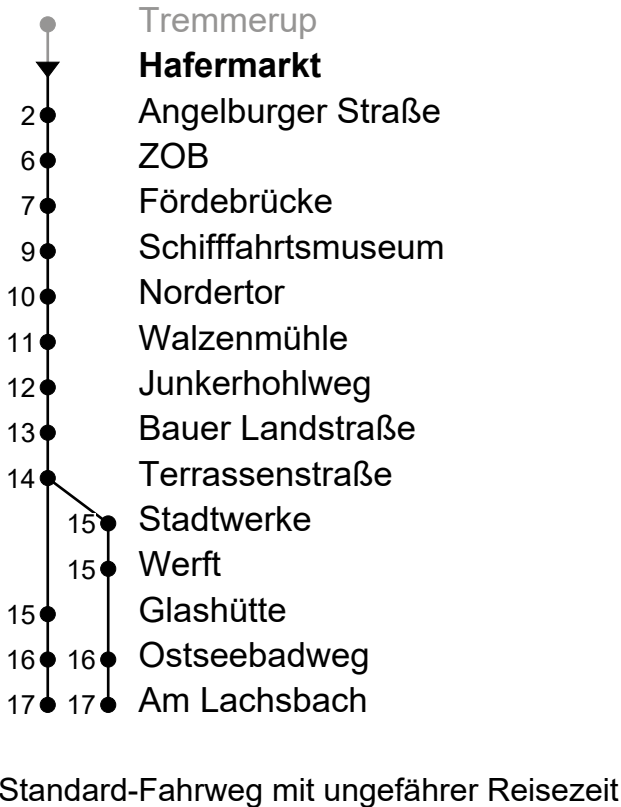 Tremmerup
Hafermarkt
2 Angelburger Straße
6 ZOB
7 Fördebrücke
9 Schifffahrtsmuseum
10 Nordertor
11 Walzenmühle
12 Junkerhohlweg
13 Bauer Landstraße
14 Terrassenstraße
15 Stadtwerke
15 Werft
15 Glashütte
16 16 Ostseebadweg
17 17 Am Lachsbach
Standard-Fahrweg mit ungefährer Reisezeit